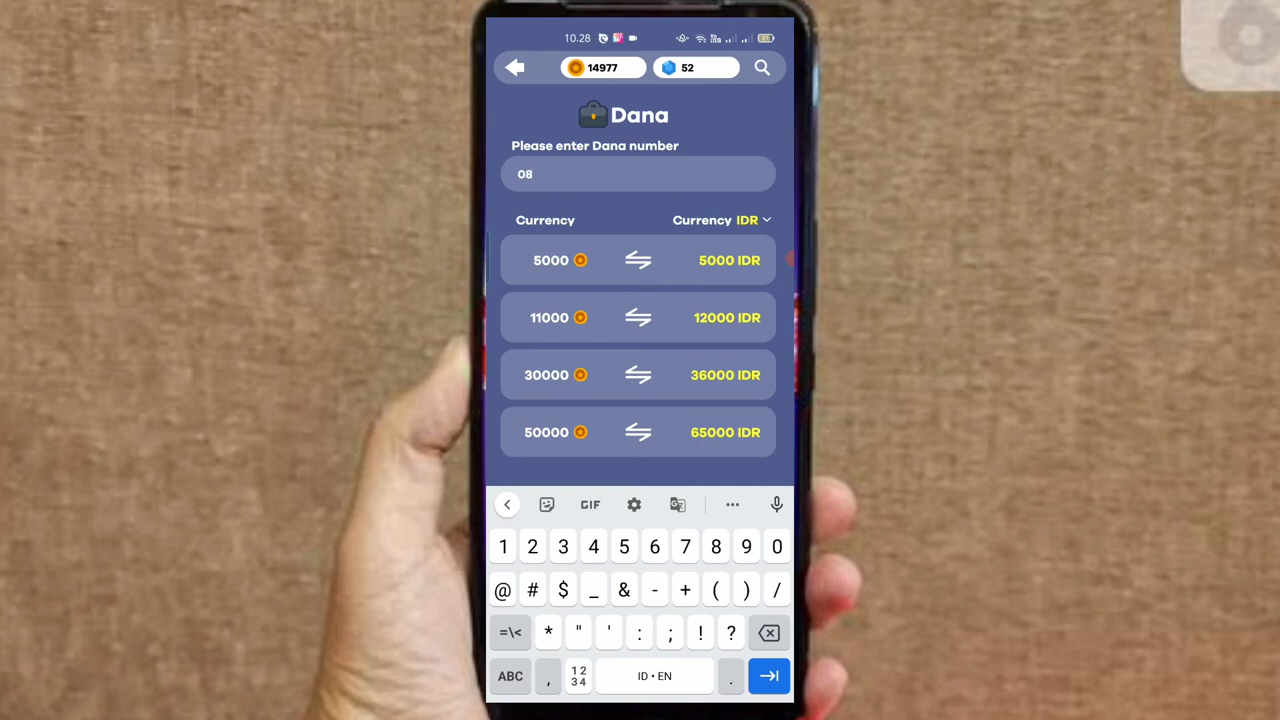 10.28
14977 52
Dana
Please enter Dana number
08
Currency Currency IDR
5000 5000 IDR
11000 12000 IDR
30000 36000 IDR
50000 65000 IDR
GIF
1 2 3 4 5 6 7 8 9 0
@ # $ _ & - + ( ) /
=\< * " ' : ; ! ?
ABC , 12 34 ID • EN .